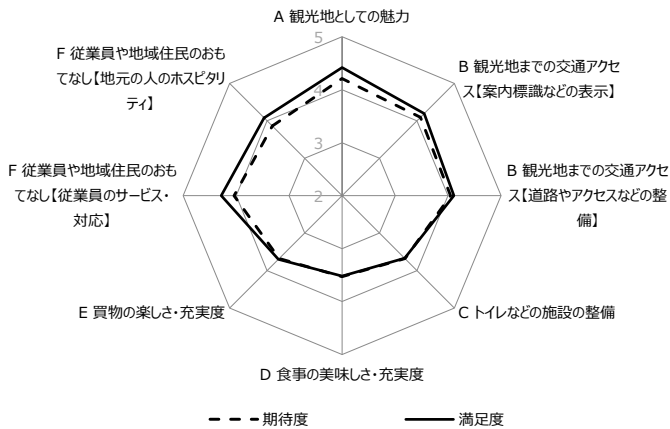 A 観光地としての魅力
5
4
3
2
B 観光地までの交通アクセ
ス【案内標識などの表示】
B 観光地までの交通アクセ
ス【道路やアクセスなどの整
備】
C トイレなどの施設の整備
D 食事の美味しさ・充実度
E 買物の楽しさ・充実度
F 従業員や地域住民のおも
てなし【従業員のサービス・
対応】
F 従業員や地域住民のおも
てなし【地元の人のホスピタリ
ティ】
期待度
満足度